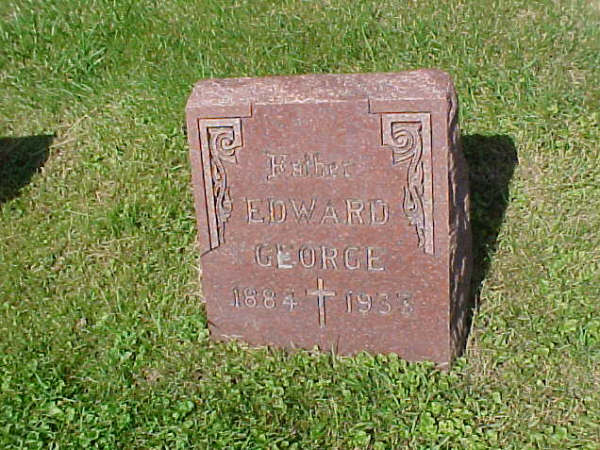 Father
EDWARD
GEORGE
1884 1933